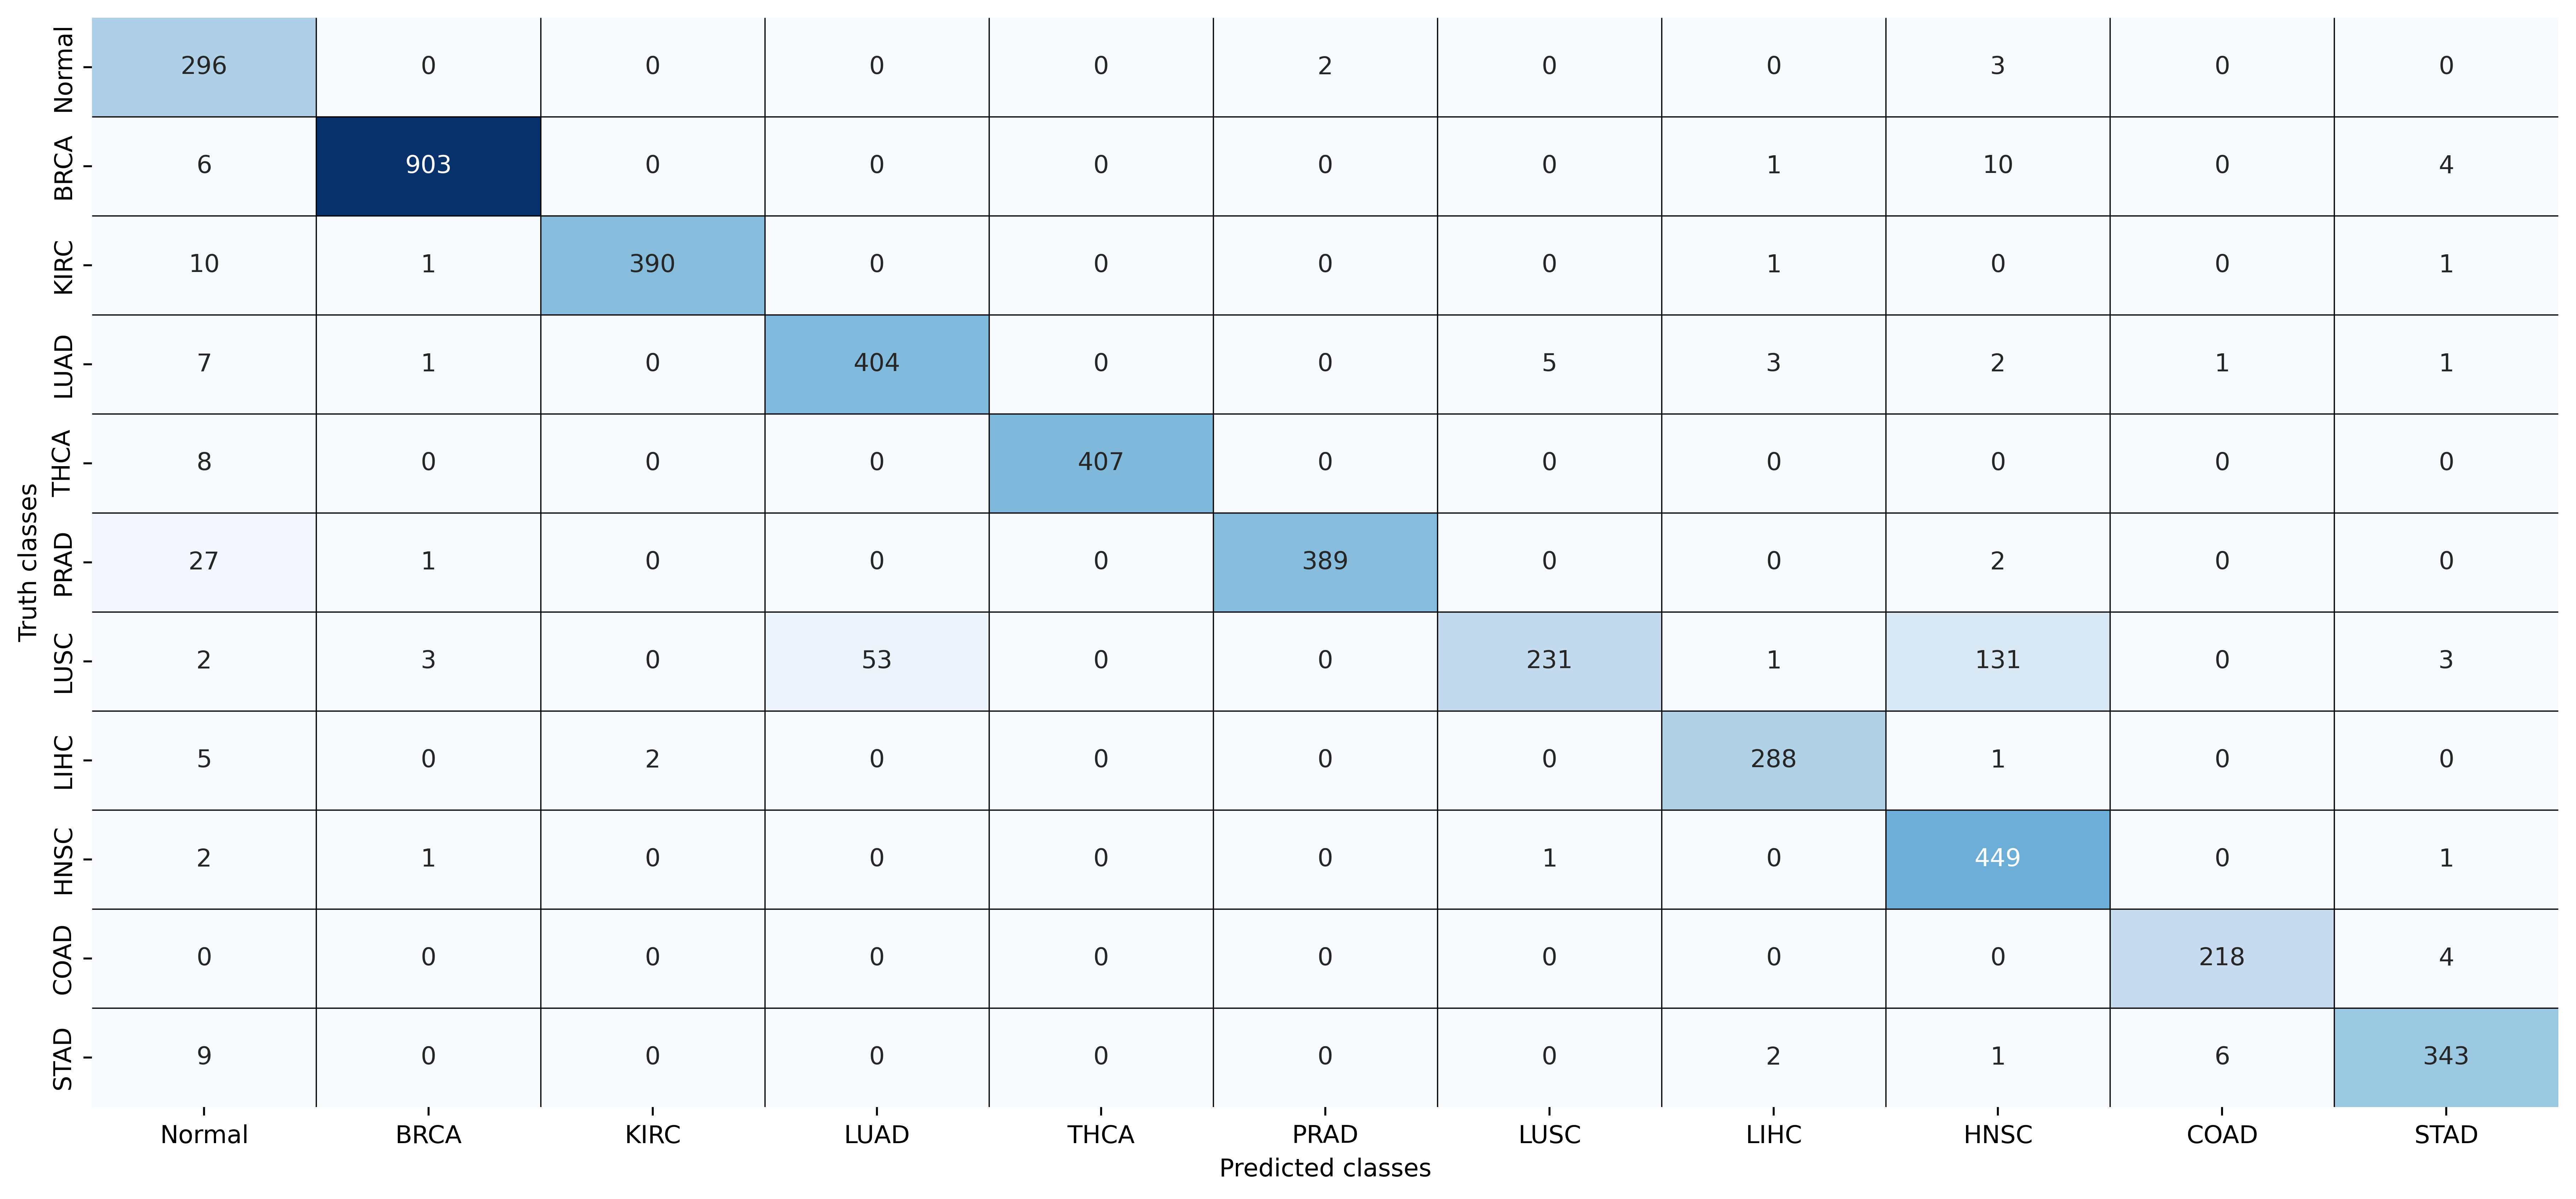 Truth classes
Normal 296 0 0 0 0 2 0 0 3 0 0
BRCA 6 903 0 0 0 0 0 1 10 0 4
KIRC 10 1 390 0 0 0 0 1 0 0 1
LUAD 7 1 0 404 0 0 5 3 2 1 1
THCA 8 0 0 0 407 0 0 0 0 0 0
PRAD 27 1 0 0 0 389 0 0 2 0 0
LUSC 2 3 0 53 0 0 231 1 131 0 3
LIHC 5 0 2 0 0 0 0 288 1 0 0
HNSC 2 1 0 0 0 0 1 0 449 0 1
COAD 0 0 0 0 0 0 0 0 0 218 4
STAD 9 0 0 0 0 0 0 2 1 6 343
Normal BRCA KIRC LUAD THCA PRAD LUSC LIHC HNSC COAD STAD
Predicted classes